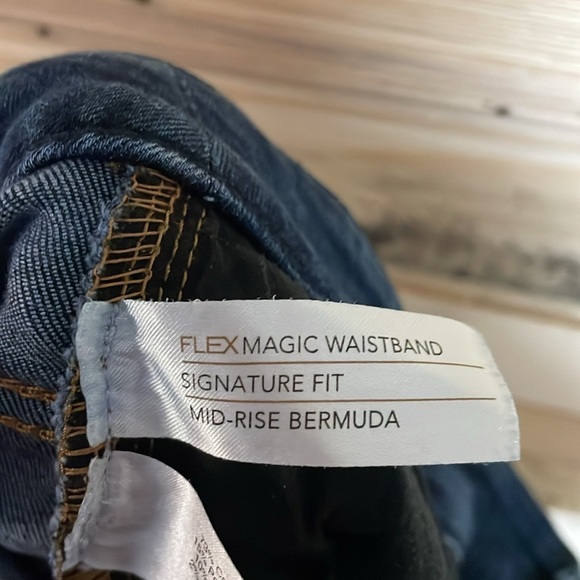 FLEXMAGIC WAISTBAND
SIGNATURE FIT
MID-RISE BERMUDA